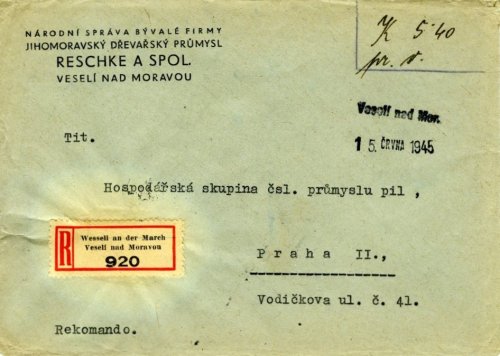 NÁRODNÍ SPRÁVA BÝVALÉ FIRMY
JIHOMORAVSKÝ DŘEVAŘSKÝ PRŮMYSL
RESCHKE A SPOL.
VESELÍ NAD MORAVOU
K 5·40
pr. v.
Veselí nad Mor.
15. ČRVNA 1945
Tit.
Hospodářská skupina čsl. průmyslu pil ,
R
Wesseli an der March
Veselí nad Moravou
920
Praha II.,
Vodičkova ul. č. 41.
Rekomando.